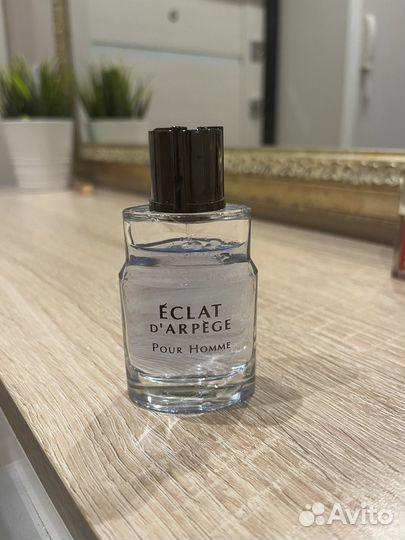 ÉCLAT
D'ARPÈGE
POUR HOMME
Avito